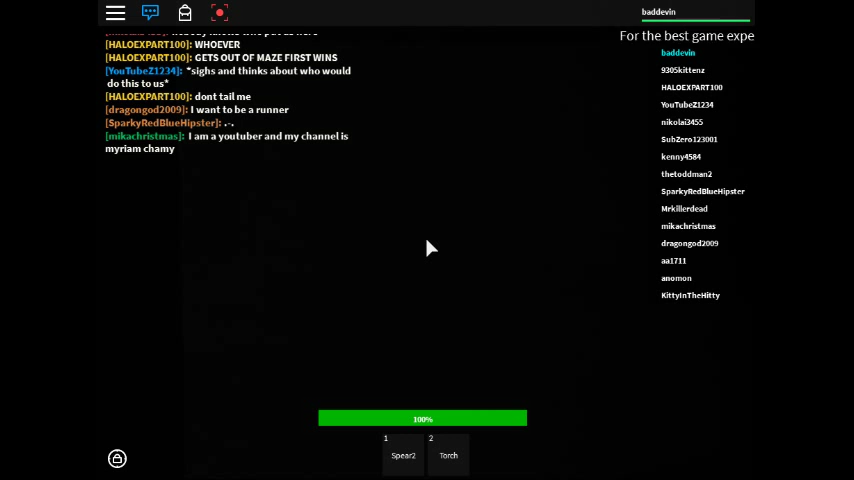 baddevin
For the best game expe
[HALOEXPART100]: WHOEVER
[HALOEXPART100]: GETS OUT OF MAZE FIRST WINS
[YouTubeZ1234]: *sighs and thinks about who would
do this to us*
[HALOEXPART100]: dont tail me
[dragongod2009]: I want to be a runner
[SparkyRedBlueHipster]: .-.
[mikachristmas]: I am a youtuber and my channel is
myriam chamy
baddevin
9305kittenz
HALOEXPART100
YouTubeZ1234
nikolai3455
SubZero123001
kenny4584
thetoddman2
SparkyRedBlueHipster
Mrkillerdead
mikachristmas
dragongod2009
aa1711
anomon
KittyInTheHitty
100%
1
Spear2
2
Torch